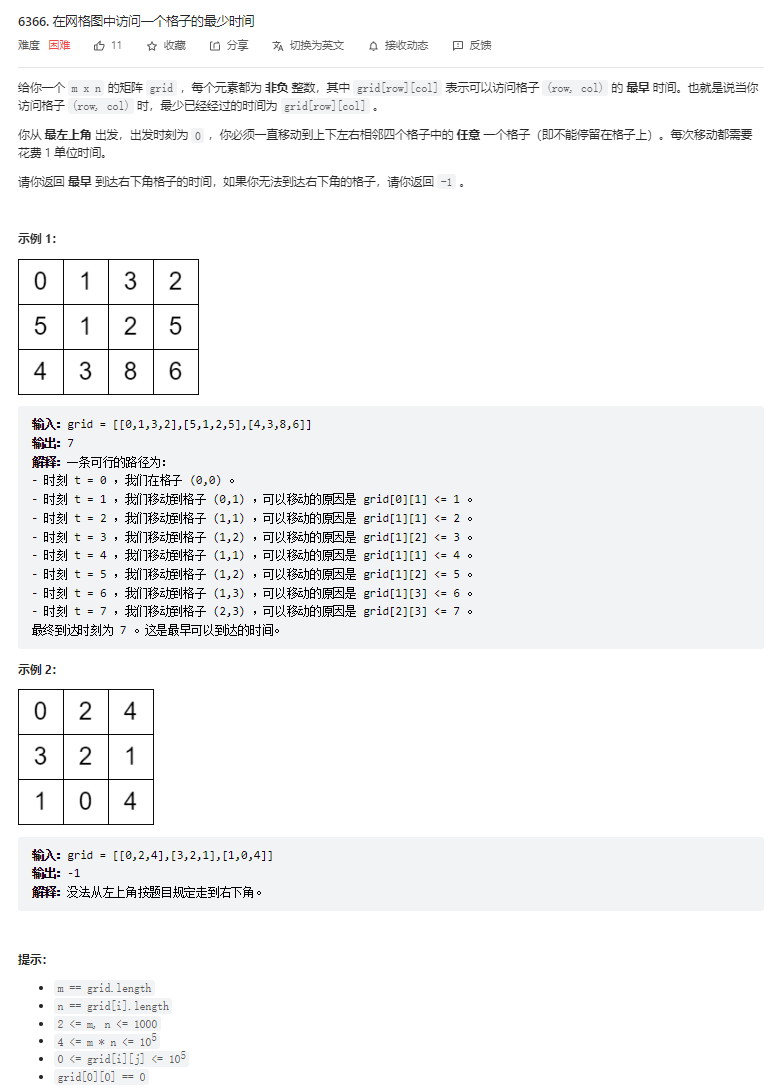 6366. 在网格图中访问一个格子的最少时间
难度 困难 11 收藏 分享 切换为英文 接收动态 反馈
给你一个 m x n 的矩阵 grid ，每个元素都为 非负 整数，其中 grid[row][col] 表示可以访问格子 (row, col) 的 最早 时间。也就是说当你
访问格子 (row, col) 时，最少已经经过的时间为 grid[row][col] 。
你从 最左上角 出发，出发时刻为 0 ，你必须一直移动到上下左右相邻四个格子中的 任意 一个格子（即不能停留在格子上）。每次移动都需要
花费 1 单位时间。
请你返回 最早 到达右下角格子的时间，如果你无法到达右下角的格子，请你返回 -1 。
示例 1：
0 1 3 2
5 1 2 5
4 3 8 6
输入：grid = [[0,1,3,2],[5,1,2,5],[4,3,8,6]]
输出：7
解释：一条可行的路径为：
- 时刻 t = 0 ，我们在格子 (0,0) 。
- 时刻 t = 1 ，我们移动到格子 (0,1) ，可以移动的原因是 grid[0][1] <= 1 。
- 时刻 t = 2 ，我们移动到格子 (1,1) ，可以移动的原因是 grid[1][1] <= 2 。
- 时刻 t = 3 ，我们移动到格子 (1,2) ，可以移动的原因是 grid[1][2] <= 3 。
- 时刻 t = 4 ，我们移动到格子 (1,1) ，可以移动的原因是 grid[1][1] <= 4 。
- 时刻 t = 5 ，我们移动到格子 (1,2) ，可以移动的原因是 grid[1][2] <= 5 。
- 时刻 t = 6 ，我们移动到格子 (1,3) ，可以移动的原因是 grid[1][3] <= 6 。
- 时刻 t = 7 ，我们移动到格子 (2,3) ，可以移动的原因是 grid[2][3] <= 7 。
最终到达时刻为 7 。这是最早可以到达的时间。
示例 2：
0 2 4
3 2 1
1 0 4
输入：grid = [[0,2,4],[3,2,1],[1,0,4]]
输出：-1
解释：没法从左上角按题目规定走到右下角。
提示：
m == grid.length
n == grid[i].length
2 <= m, n <= 1000
4 <= m * n <= 10⁵
0 <= grid[i][j] <= 10⁵
grid[0][0] == 0